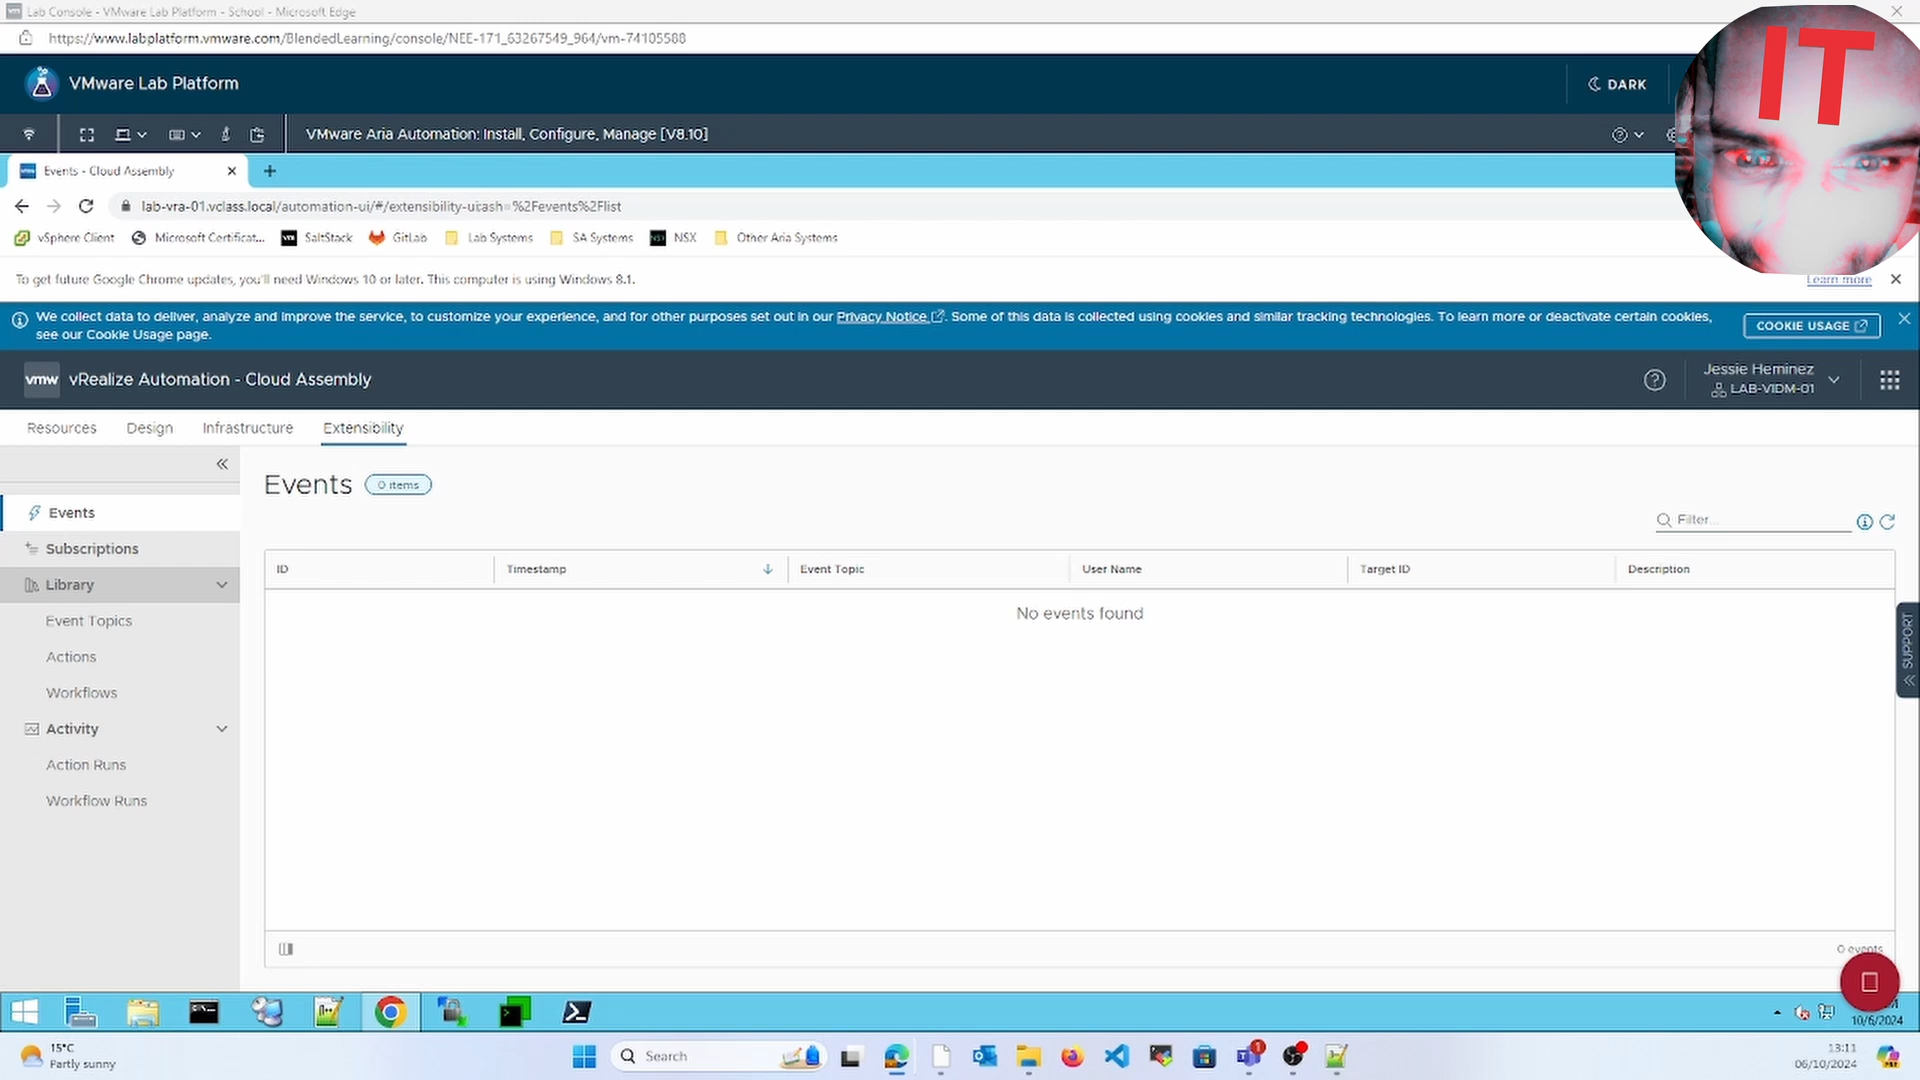 Lab Console - VMware Lab Platform - School - Microsoft Edge
https://www.labplatform.vmware.com/BlendedLearning/console/NEE-171_63267549_964/vm-74105588
IT
VMware Lab Platform
DARK
VMware Aria Automation: Install, Configure, Manage [V8.10]
Events - Cloud Assembly
lab-vra-01.vclass.local/automation-ui/#/extensibility-ui;ash=%2Fevents%2Flist
vSphere Client
Microsoft Certificat...
SaltStack
GitLab
Lab Systems
SA Systems
NSX
Other Aria Systems
To get future Google Chrome updates, you'll need Windows 10 or later. This computer is using Windows 8.1.
Learn more
We collect data to deliver, analyze and improve the service, to customize your experience, and for other purposes set out in our Privacy Notice. Some of this data is collected using cookies and similar tracking technologies. To learn more or deactivate certain cookies,
see our Cookie Usage page.
COOKIE USAGE
vmw
vRealize Automation - Cloud Assembly
Jessie Heminez
LAB-VIDM-01
Resources
Design
Infrastructure
Extensibility
Events
0 items
Filter...
Events
Subscriptions
Library
Event Topics
Actions
Workflows
Activity
Action Runs
Workflow Runs
ID
Timestamp
Event Topic
User Name
Target ID
Description
No events found
SUPPORT
0 events
10/6/2024
15°C
Partly sunny
Search
1
13:11
06/10/2024